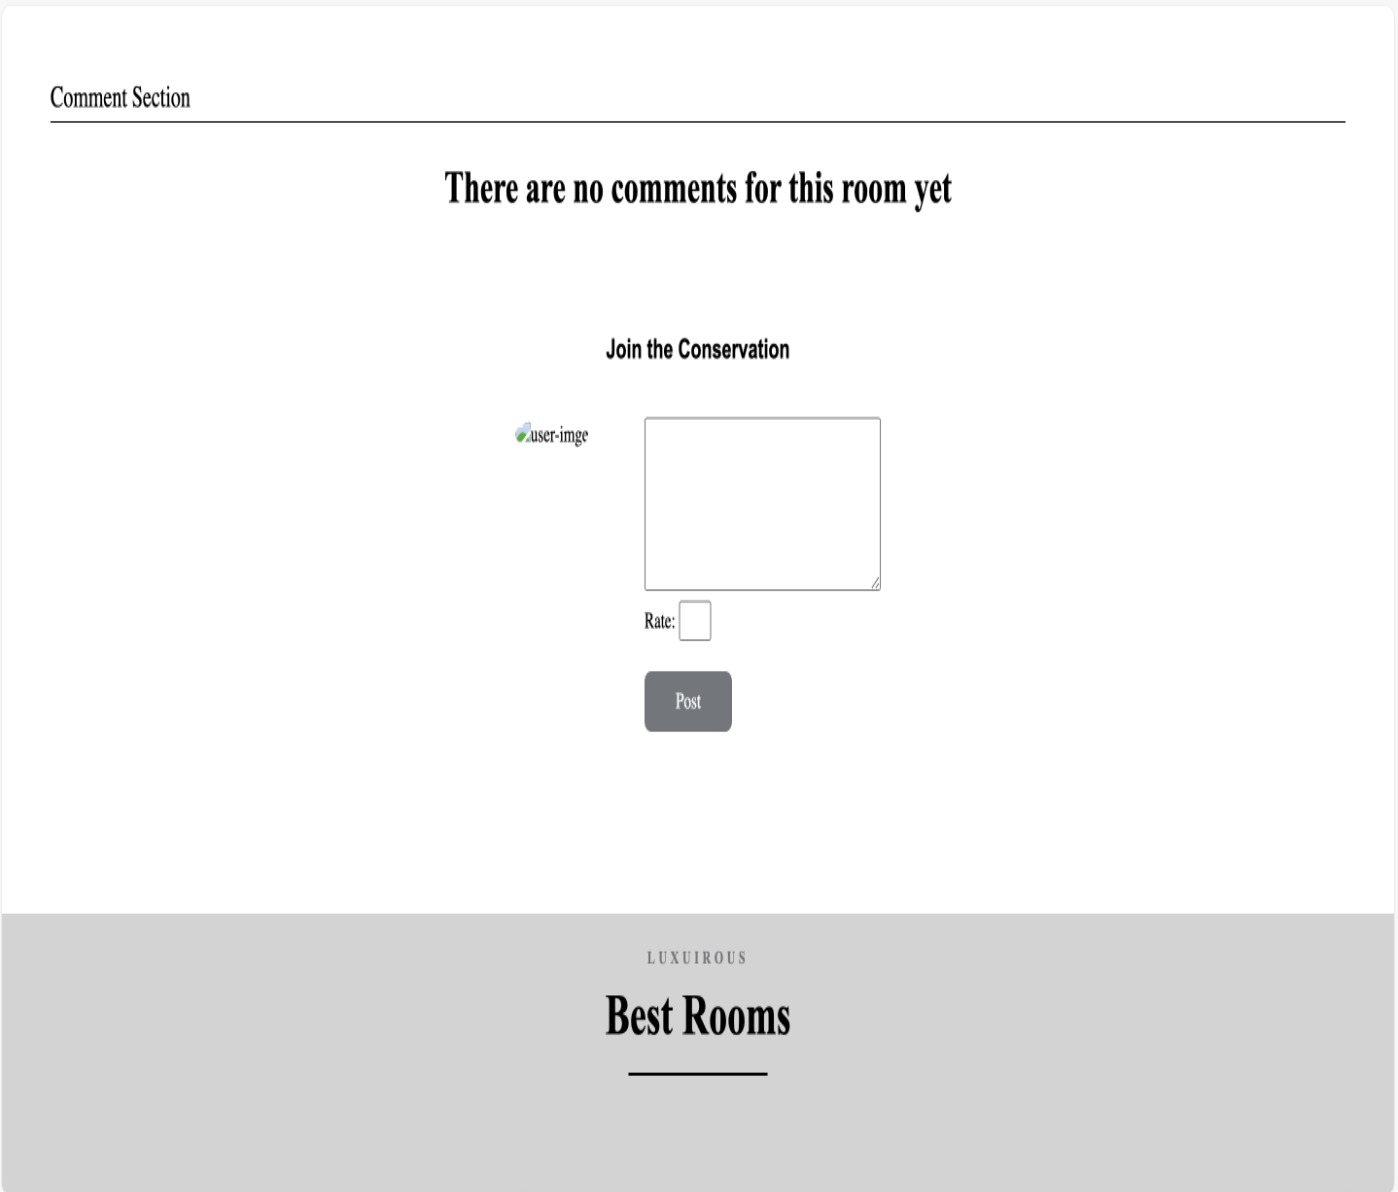 Comment Section
There are no comments for this room yet
Join the Conservation
user-imge
Rate:
Post
LUXUIROUS
Best Rooms